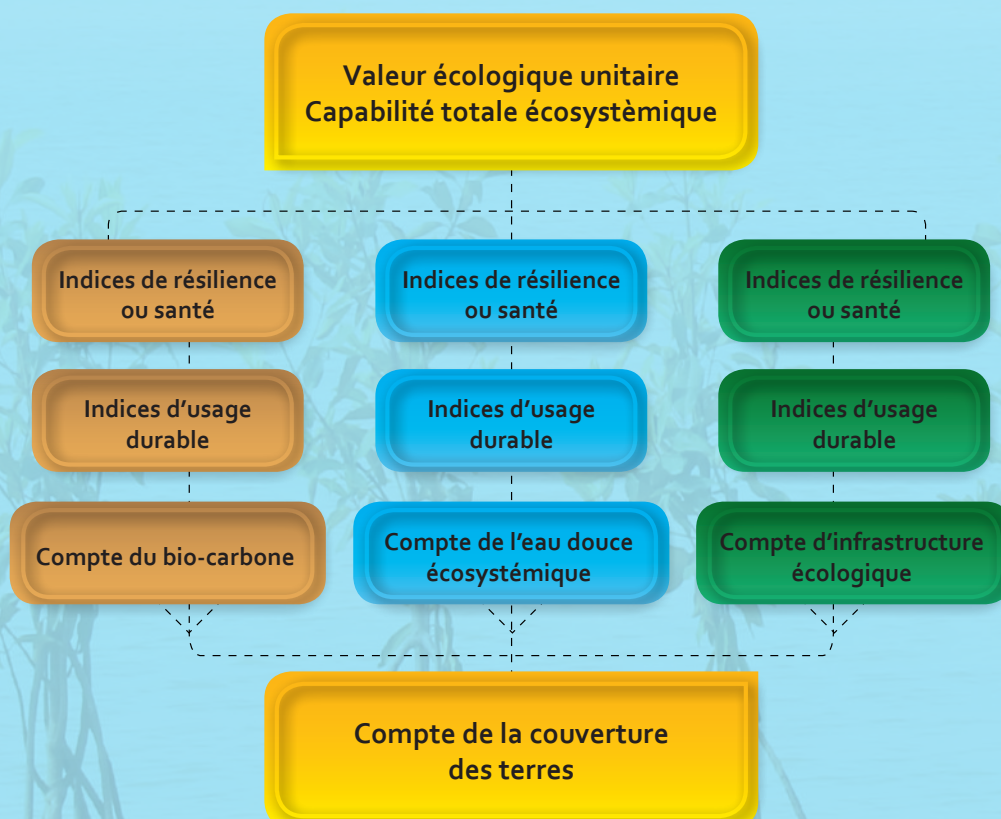 Valeur écologique unitaire
Capabilité totale écosystèmique
Indices de résilience
ou santé
Indices de résilience
ou santé
Indices de résilience
ou santé
Indices d’usage
durable
Indices d’usage
durable
Indices d’usage
durable
Compte du bio-carbone
Compte de l’eau douce
écosystémique
Compte d’infrastructure
écologique
Compte de la couverture
des terres